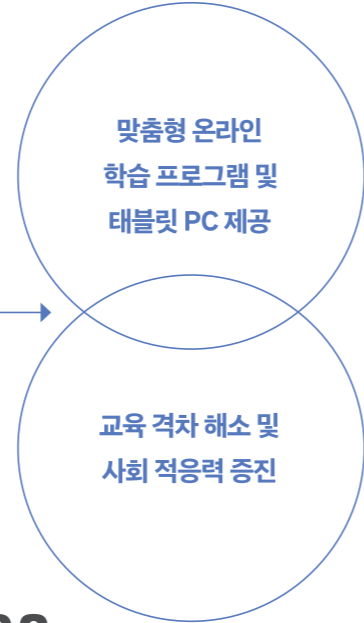 맞춤형 온라인
학습 프로그램 및
태블릿 PC 제공
교육 격차 해소 및
사회 적응력 증진